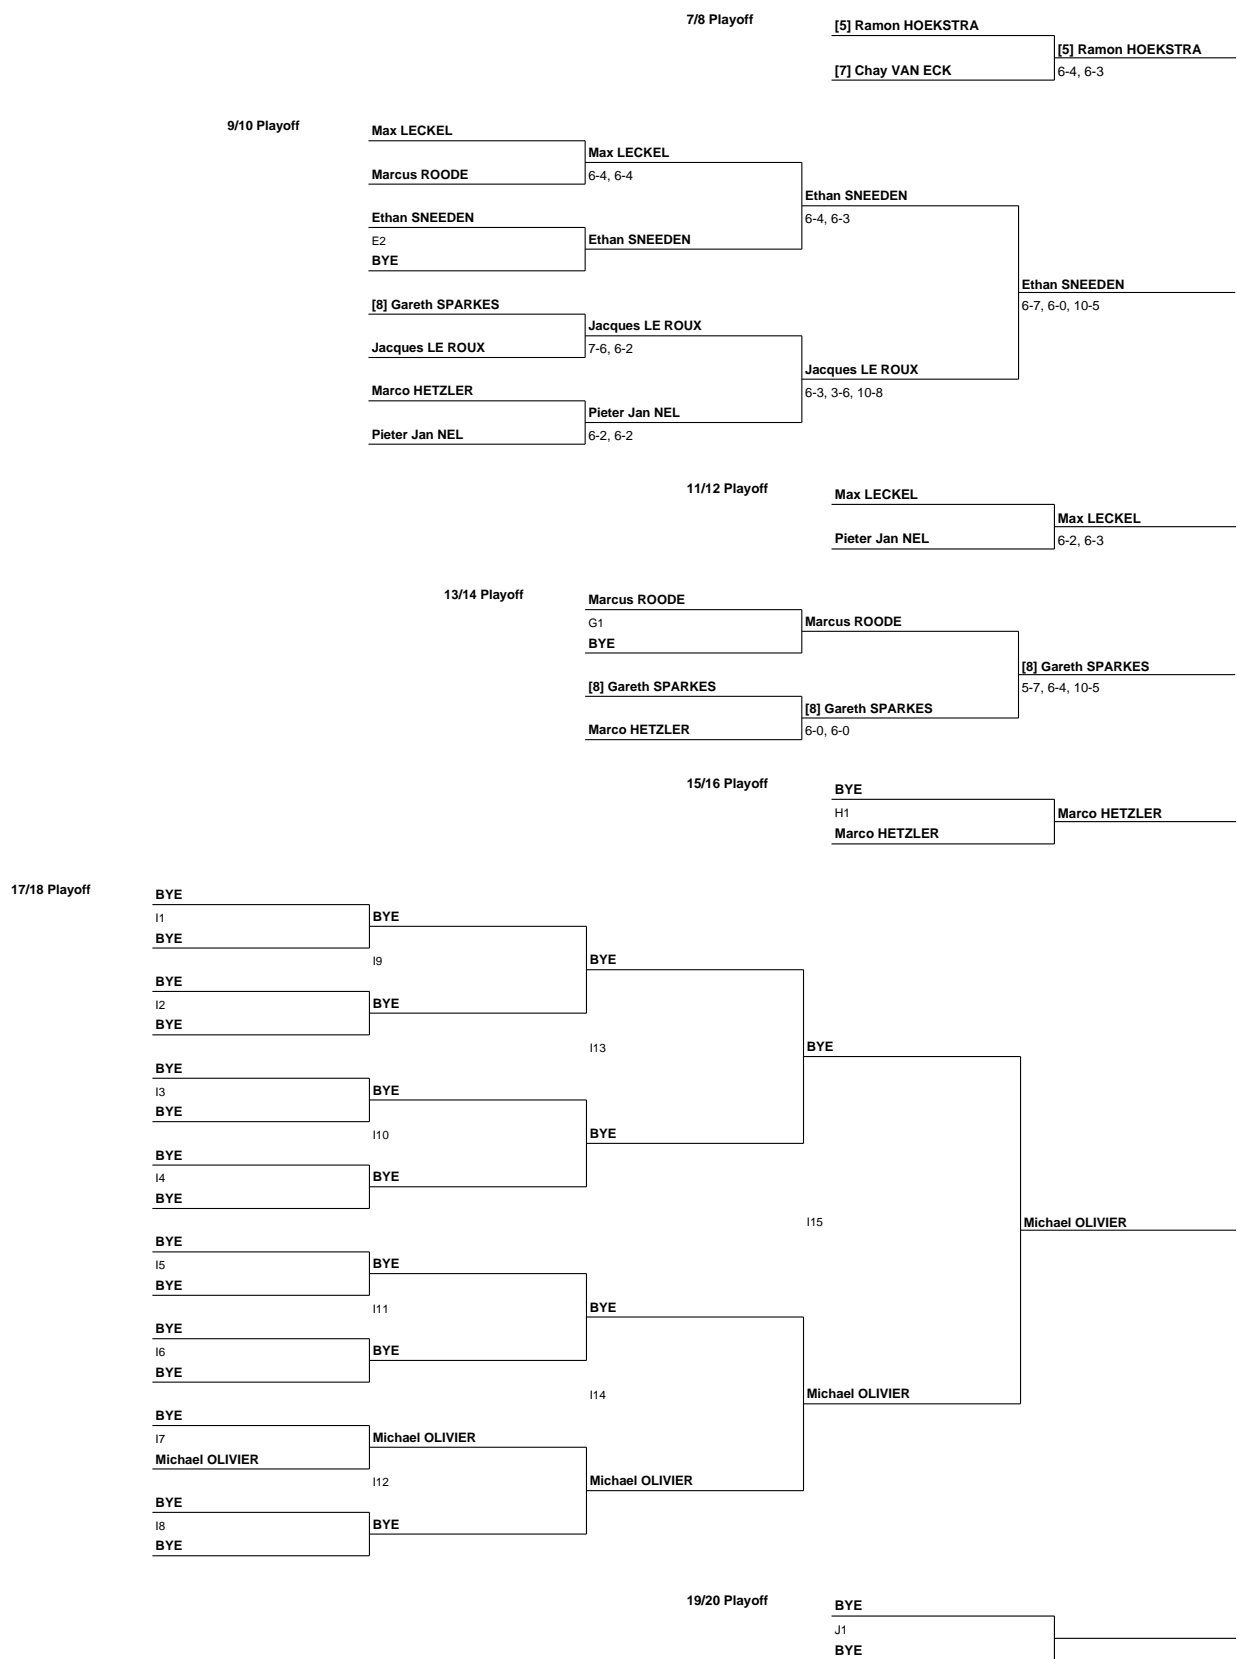 7/8 Playoff
[5] Ramon HOEKSTRA
[5] Ramon HOEKSTRA
[7] Chay VAN ECK
6-4, 6-3
9/10 Playoff
Max LECKEL
Max LECKEL
Marcus ROODE
6-4, 6-4
Ethan SNEEDEN
6-4, 6-3
Ethan SNEEDEN
E2
Ethan SNEEDEN
BYE
Ethan SNEEDEN
6-7, 6-0, 10-5
[8] Gareth SPARKES
Jacques LE ROUX
Jacques LE ROUX
7-6, 6-2
Jacques LE ROUX
6-3, 3-6, 10-8
Marco HETZLER
Pieter Jan NEL
Pieter Jan NEL
6-2, 6-2
11/12 Playoff
Max LECKEL
Max LECKEL
Pieter Jan NEL
6-2, 6-3
13/14 Playoff
Marcus ROODE
G1
Marcus ROODE
BYE
[8] Gareth SPARKES
5-7, 6-4, 10-5
[8] Gareth SPARKES
[8] Gareth SPARKES
Marco HETZLER
6-0, 6-0
15/16 Playoff
BYE
H1
Marco HETZLER
Marco HETZLER
17/18 Playoff
BYE
I1
BYE
BYE
I9
BYE
BYE
I2
BYE
BYE
I13
BYE
BYE
I3
BYE
BYE
I10
BYE
BYE
I4
BYE
BYE
I15
Michael OLIVIER
BYE
I5
BYE
BYE
I11
BYE
BYE
I6
BYE
BYE
I14
Michael OLIVIER
BYE
I7
Michael OLIVIER
Michael OLIVIER
I12
Michael OLIVIER
BYE
I8
BYE
BYE
19/20 Playoff
BYE
J1
BYE